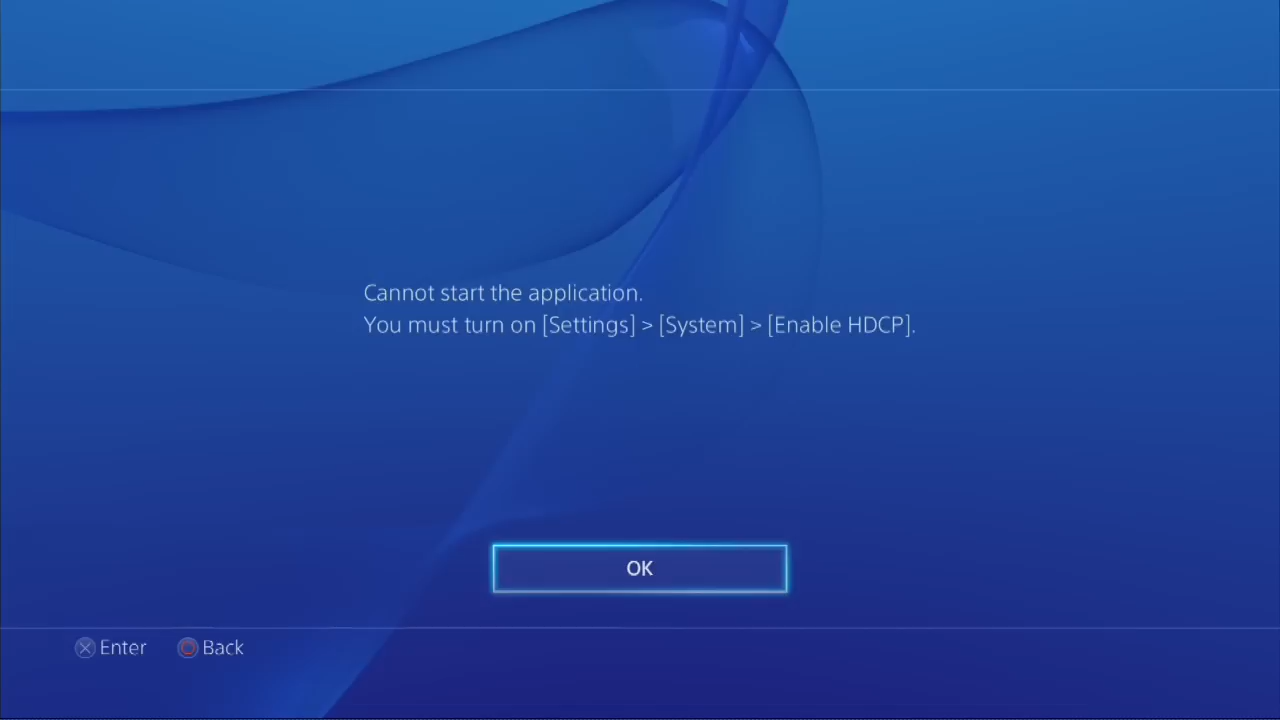 Cannot start the application.
You must turn on [Settings] > [System] > [Enable HDCP].
OK
Enter Back